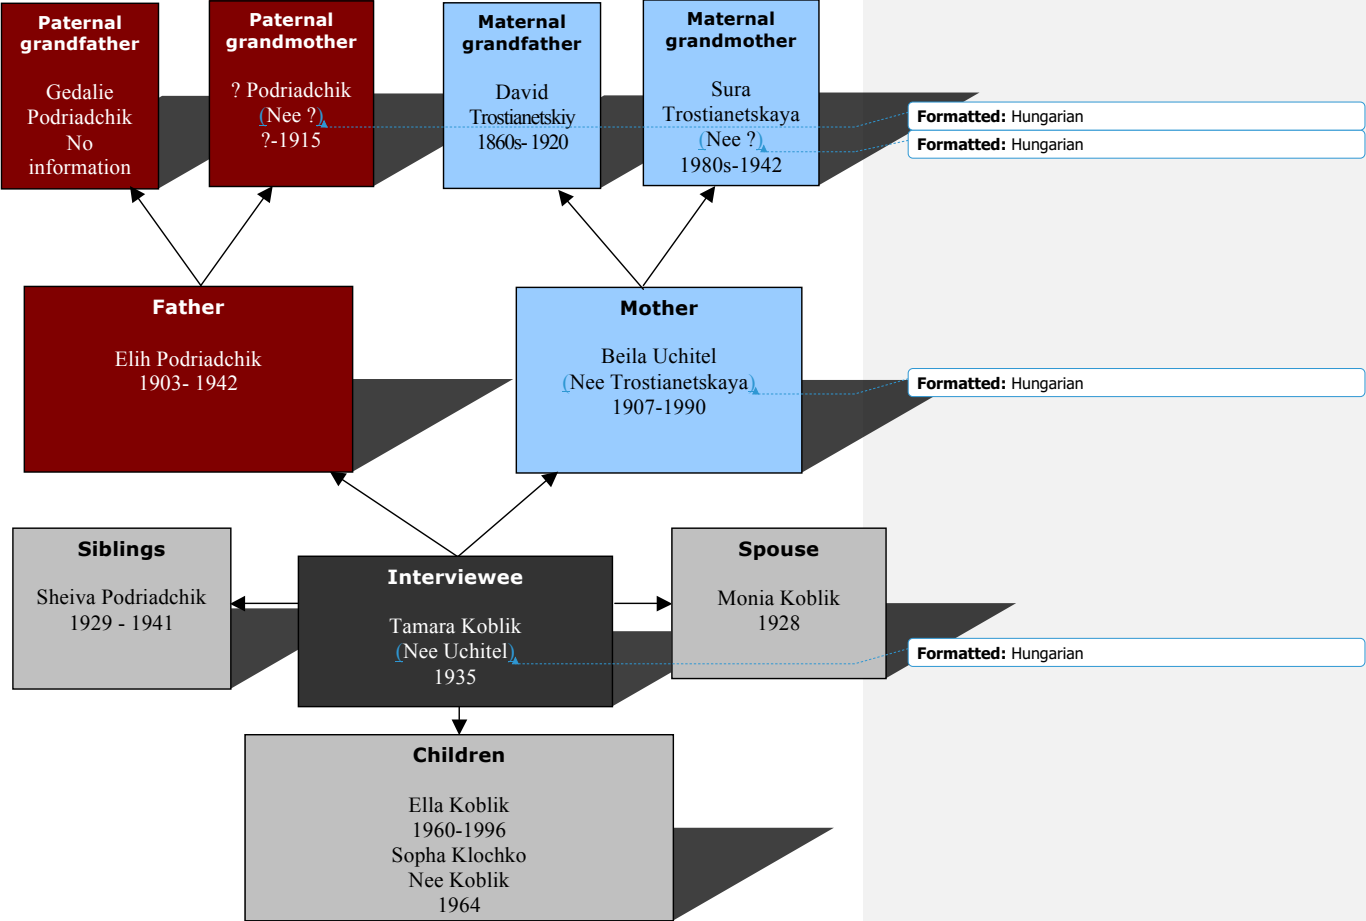 Paternal
grandfather
Gedalie
Podriadchik
No
information
Paternal
grandmother
? Podriadchik
(Nee ?)
?-1915
Maternal
grandfather
David
Trostianetskiy
1860s- 1920
Maternal
grandmother
Sura
Trostianetskaya
(Nee ?)
1980s-1942
Formatted: Hungarian
Formatted: Hungarian
Father
Elih Podriadchik
1903- 1942
Mother
Beila Uchitel
(Nee Trostianetskaya)
1907-1990
Formatted: Hungarian
Siblings
Sheiva Podriadchik
1929 - 1941
Interviewee
Tamara Koblik
(Nee Uchitel)
1935
Spouse
Monia Koblik
1928
Formatted: Hungarian
Children
Ella Koblik
1960-1996
Sopha Klochko
Nee Koblik
1964